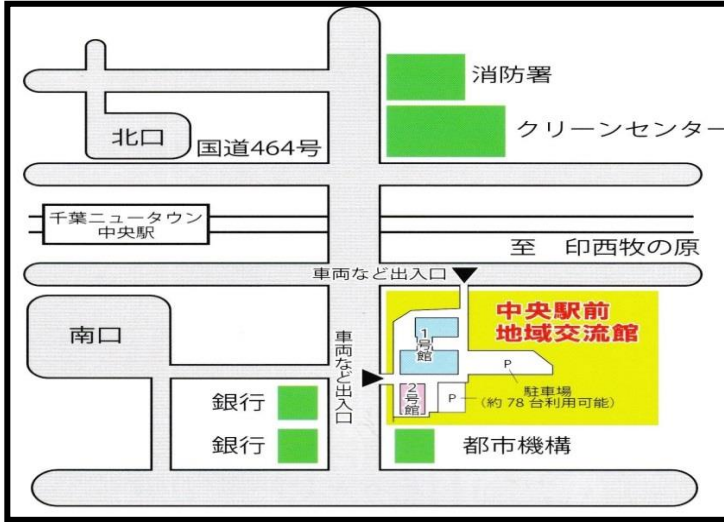 消防署
クリーンセンター
北口
国道464号
千葉ニュータウン
中央駅
至 印西牧の原
車両など出入口
中央駅前
地域交流館
南口
車両など出入口
1号館
2号館
P
P
駐車場
(約78台利用可能)
銀行
銀行
都市機構